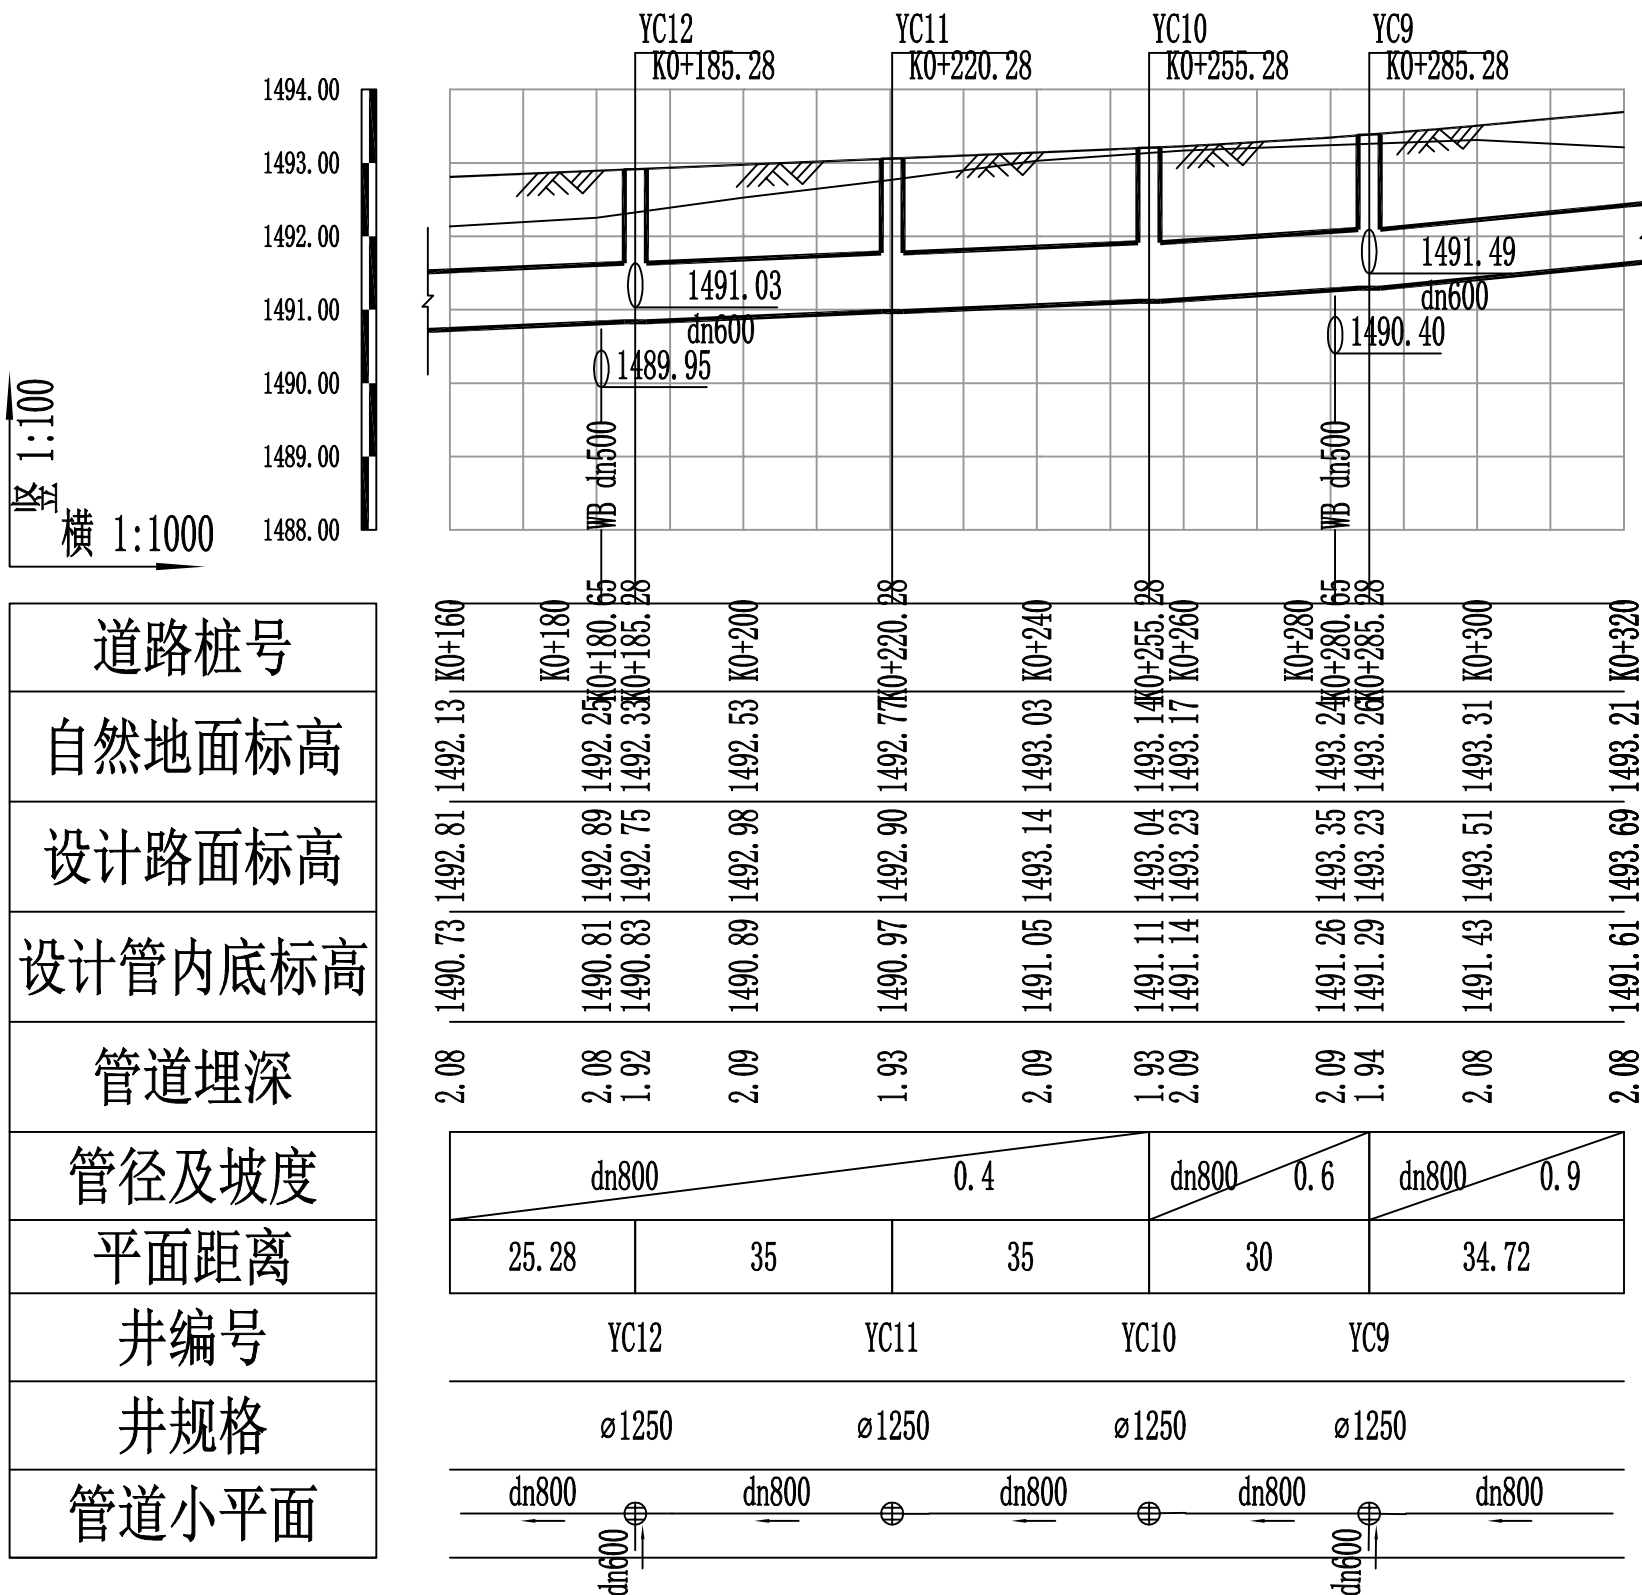 YC12
K0+185.28
YC11
K0+220.28
YC10
K0+255.28
YC9
K0+285.28
1494.00
1493.00
1492.00
1491.00
1490.00
1489.00
1488.00
竖 1:100
横 1:1000
1491.03
dn600
1489.95
WB dn500
1491.49
dn600
1490.40
WB dn500
道路桩号
K0+160
K0+180
K0+180.65
K0+185.28
K0+200
K0+220.28
K0+240
K0+255.28
K0+260
K0+280
K0+280.65
K0+285.28
K0+300
K0+320
自然地面标高
1492.13
1492.25
1492.33
1492.53
1492.77
1493.03
1493.14
1493.17
1493.24
1493.26
1493.31
1493.21
设计路面标高
1492.81
1492.89
1492.75
1492.98
1492.90
1493.14
1493.04
1493.23
1493.35
1493.23
1493.51
1493.69
设计管内底标高
1490.73
1490.81
1490.83
1490.89
1490.97
1491.05
1491.11
1491.14
1491.26
1491.29
1491.43
1491.61
管道埋深
2.08
2.08
1.92
2.09
1.93
2.09
1.93
2.09
2.09
1.94
2.08
2.08
管径及坡度
dn800 0.4
dn800 0.6
dn800 0.9
平面距离
25.28 35 35 30 34.72
井编号
YC12 YC11 YC10 YC9
井规格
ø1250 ø1250 ø1250 ø1250
管道小平面
dn800 dn800 dn800 dn800 dn800
dn600
dn600